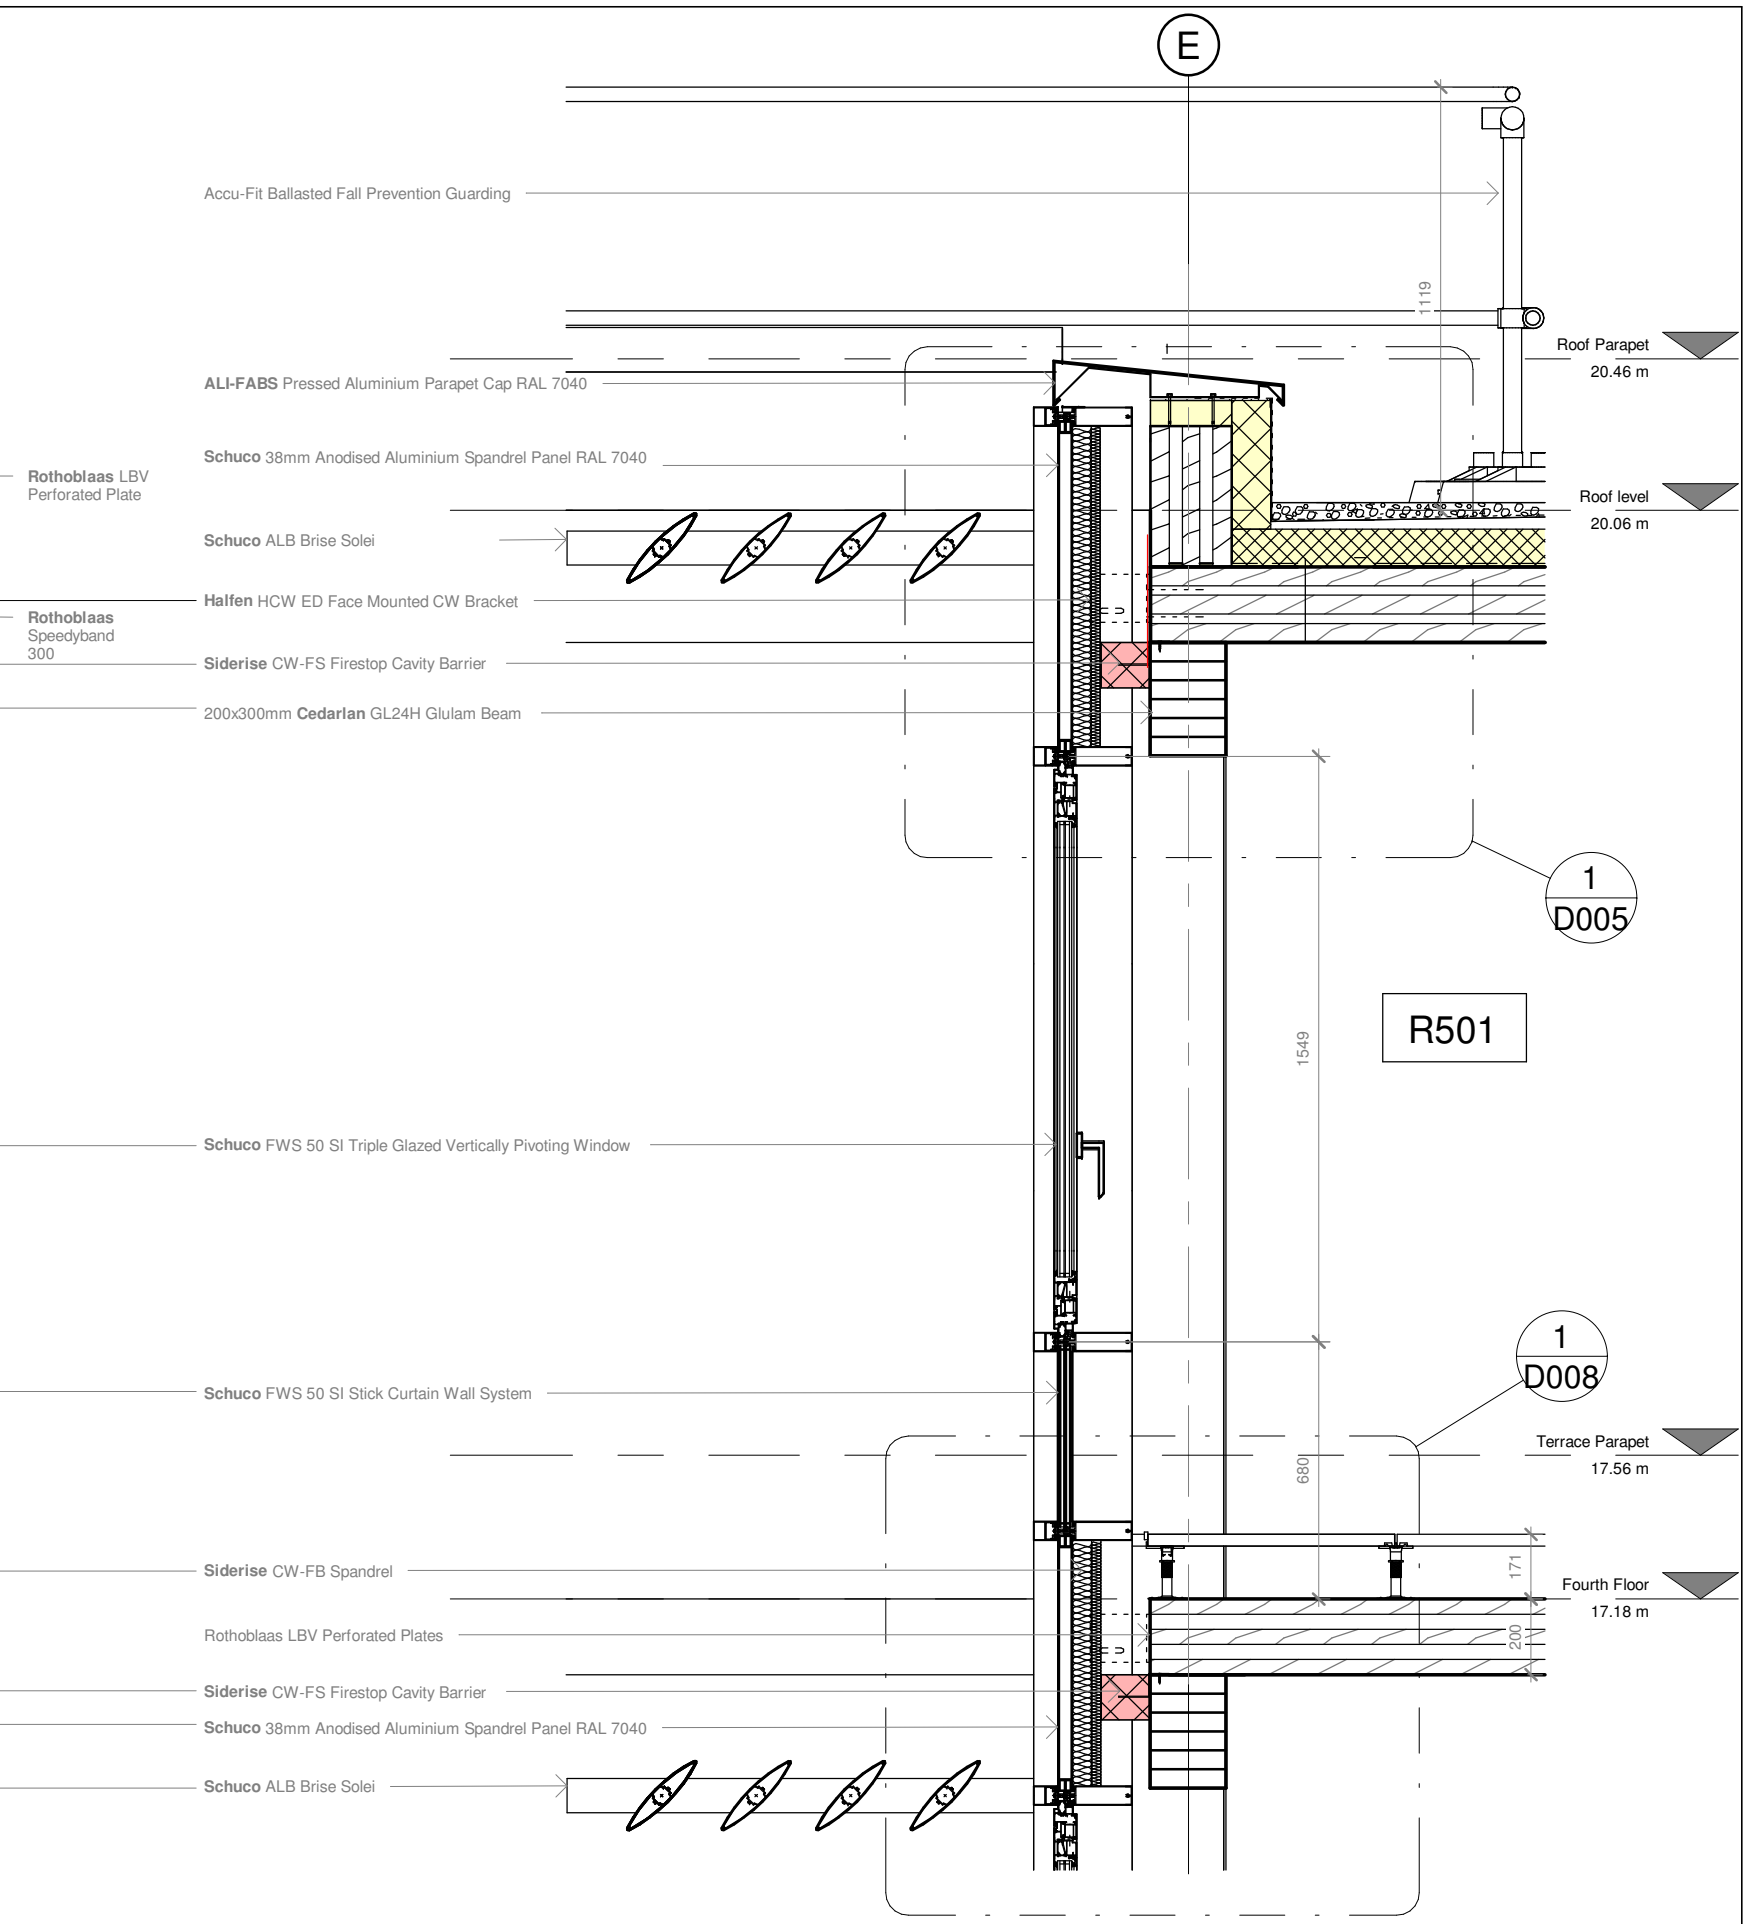 E
Accu-Fit Ballasted Fall Prevention Guarding
1119
Roof Parapet
20.46 m
ALI-FABS Pressed Aluminium Parapet Cap RAL 7040
Schuco 38mm Anodised Aluminium Spandrel Panel RAL 7040
Rothoblaas LBV
Perforated Plate
Roof level
20.06 m
Schuco ALB Brise Solei
Halfen HCW ED Face Mounted CW Bracket
Rothoblaas
Speedyband
300
Siderise CW-FS Firestop Cavity Barrier
200x300mm Cedarlan GL24H Glulam Beam
1
D005
R501
1549
Schuco FWS 50 SI Triple Glazed Vertically Pivoting Window
1
D008
Schuco FWS 50 SI Stick Curtain Wall System
Terrace Parapet
17.56 m
680
171
Siderise CW-FB Spandrel
Fourth Floor
17.18 m
Rothoblaas LBV Perforated Plates
200
Siderise CW-FS Firestop Cavity Barrier
Schuco 38mm Anodised Aluminium Spandrel Panel RAL 7040
Schuco ALB Brise Solei